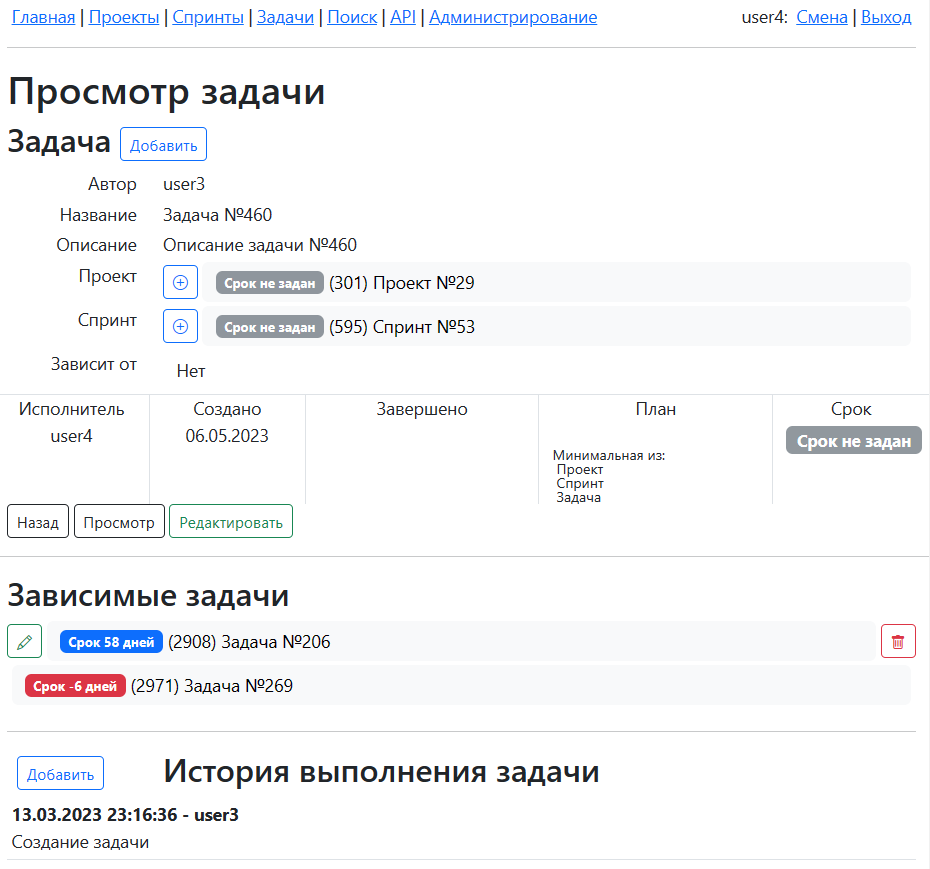 Главная | Проекты | Спринты | Задачи | Поиск | API | Администрирование user4: Смена | Выход
Просмотр задачи
Задача Добавить
Автор user3
Название Задача №460
Описание Описание задачи №460
Проект Срок не задан (301) Проект №29
Спринт Срок не задан (595) Спринт №53
Зависит от Нет
Исполнитель Создано Завершено План Срок
user4 06.05.2023 Срок не задан
Минимальная из:
Проект
Спринт
Задача
Назад Просмотр Редактировать
Зависимые задачи
Срок 58 дней (2908) Задача №206
Срок -6 дней (2971) Задача №269
Добавить История выполнения задачи
13.03.2023 23:16:36 - user3
Создание задачи